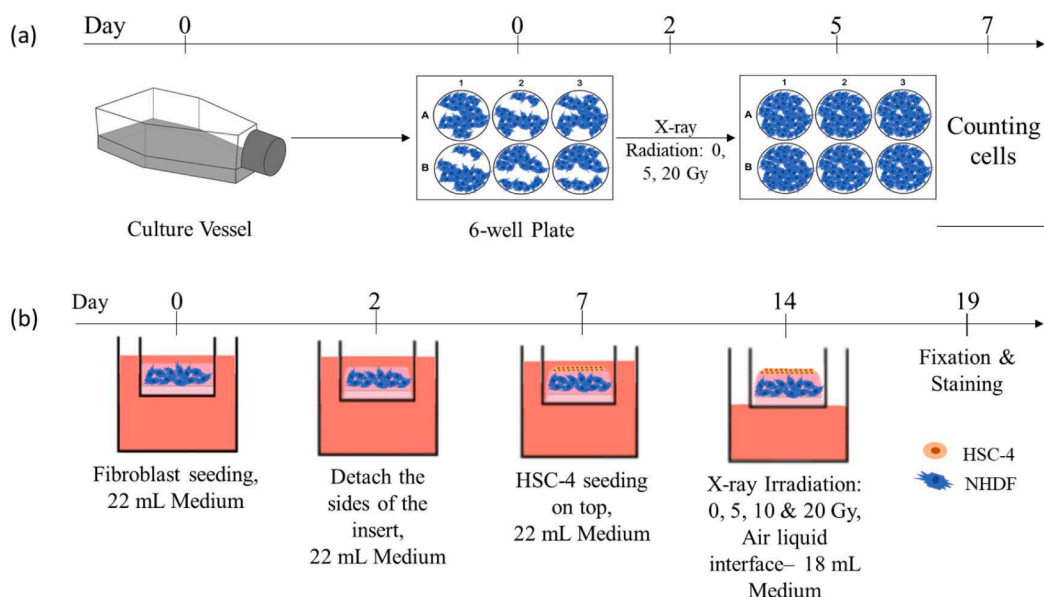 (a)
Day 0 0 2 5 7
1 2 3
A
B
Culture Vessel
6-well Plate
X-ray
Radiation: 0,
5, 20 Gy
1 2 3
A
B
Counting
cells
(b)
Day 0 2 7 14 19
Fibroblast seeding,
22 mL Medium
Detach the
sides of the
insert,
22 mL Medium
HSC-4 seeding
on top,
22 mL Medium
X-ray Irradiation:
0, 5, 10 & 20 Gy,
Air liquid
interface– 18 mL
Medium
Fixation &
Staining
HSC-4
NHDF